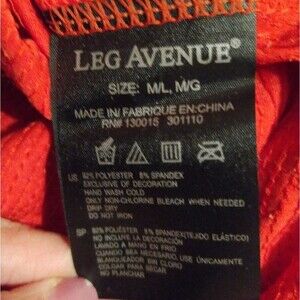 LEG AVENUE®
SIZE: M/L, M/G
MADE IN/ FABRIQUE EN:CHINA
RN# 130015 301110
US 92% POLYESTER 8% SPANDEX
EXCLUSIVE OF DECORATION
HAND WASH COLD
ONLY NON-CHLORINE BLEACH WHEN NEEDED
DRIP DRY
DO NOT IRON
SP 92% POLIÉSTER 8% SPANDEX(TEJIDO ELÁSTICO)
NO INCLUYE LA DECORACIÓN
LAVADO A MANO EN FRIO
CUANDO SEA NECESARIO, USE ÚNICAMENTE
BLANQUEADOR SIN CLORO
COLGAR PARA SECAR
NO PLANCHAR